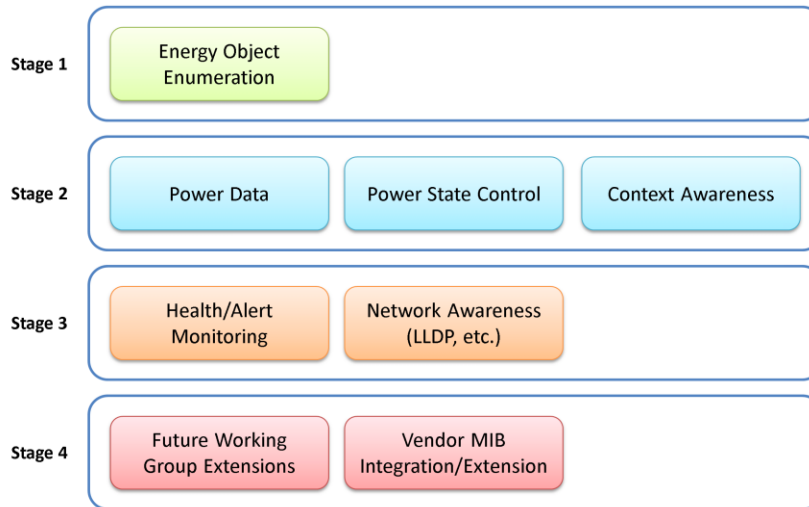 Stage 1
Energy Object
Enumeration
Stage 2
Power Data
Power State Control
Context Awareness
Stage 3
Health/Alert
Monitoring
Network Awareness
(LLDP, etc.)
Stage 4
Future Working
Group Extensions
Vendor MIB
Integration/Extension